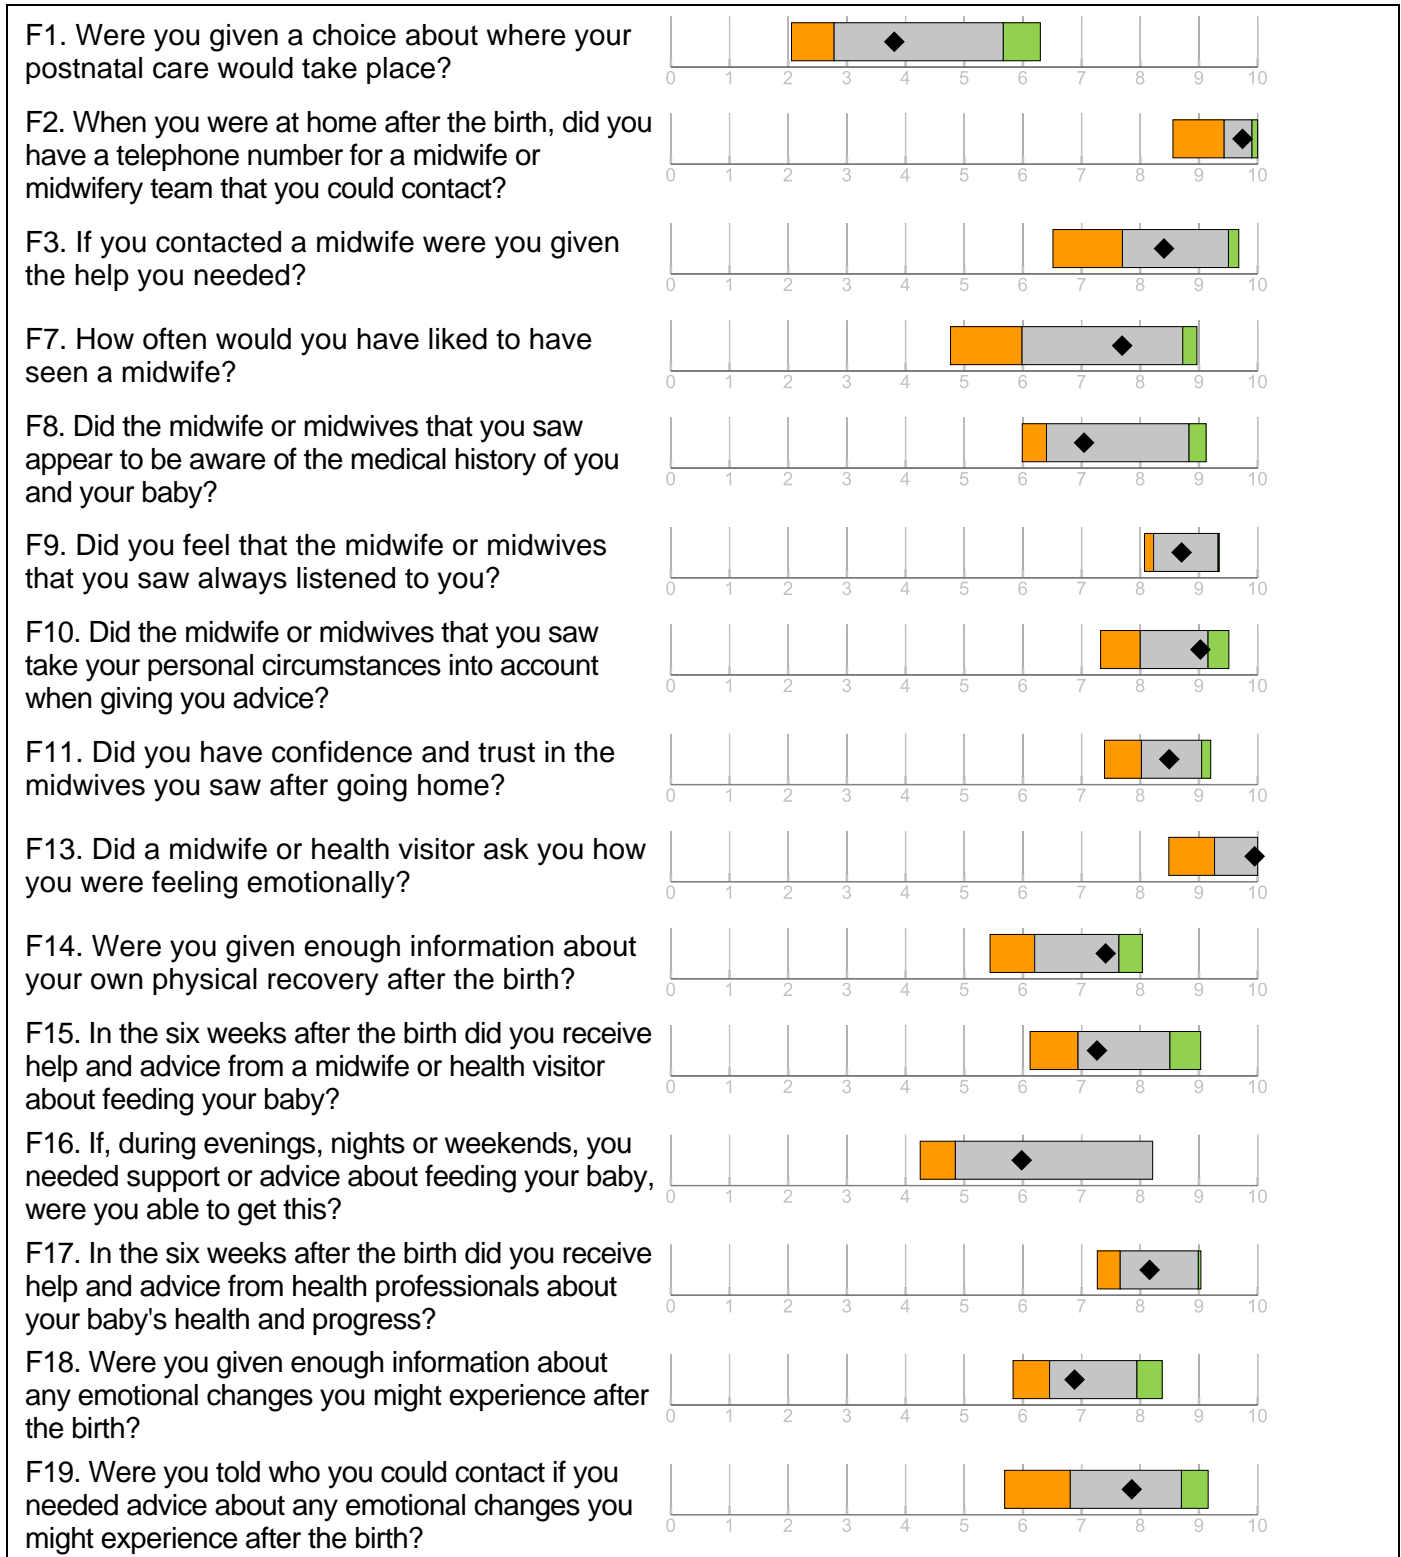 F1. Were you given a choice about where your
postnatal care would take place?
0 1 2 3 4 5 6 7 8 9 10
F2. When you were at home after the birth, did you
have a telephone number for a midwife or
midwifery team that you could contact?
0 1 2 3 4 5 6 7 8 9 10
F3. If you contacted a midwife were you given
the help you needed?
0 1 2 3 4 5 6 7 8 9 10
F7. How often would you have liked to have
seen a midwife?
0 1 2 3 4 5 6 7 8 9 10
F8. Did the midwife or midwives that you saw
appear to be aware of the medical history of you
and your baby?
0 1 2 3 4 5 6 7 8 9 10
F9. Did you feel that the midwife or midwives
that you saw always listened to you?
0 1 2 3 4 5 6 7 8 9 10
F10. Did the midwife or midwives that you saw
take your personal circumstances into account
when giving you advice?
0 1 2 3 4 5 6 7 8 9 10
F11. Did you have confidence and trust in the
midwives you saw after going home?
0 1 2 3 4 5 6 7 8 9 10
F13. Did a midwife or health visitor ask you how
you were feeling emotionally?
0 1 2 3 4 5 6 7 8 9 10
F14. Were you given enough information about
your own physical recovery after the birth?
0 1 2 3 4 5 6 7 8 9 10
F15. In the six weeks after the birth did you receive
help and advice from a midwife or health visitor
about feeding your baby?
0 1 2 3 4 5 6 7 8 9 10
F16. If, during evenings, nights or weekends, you
needed support or advice about feeding your baby,
were you able to get this?
0 1 2 3 4 5 6 7 8 9 10
F17. In the six weeks after the birth did you receive
help and advice from health professionals about
your baby's health and progress?
0 1 2 3 4 5 6 7 8 9 10
F18. Were you given enough information about
any emotional changes you might experience after
the birth?
0 1 2 3 4 5 6 7 8 9 10
F19. Were you told who you could contact if you
needed advice about any emotional changes you
might experience after the birth?
0 1 2 3 4 5 6 7 8 9 10